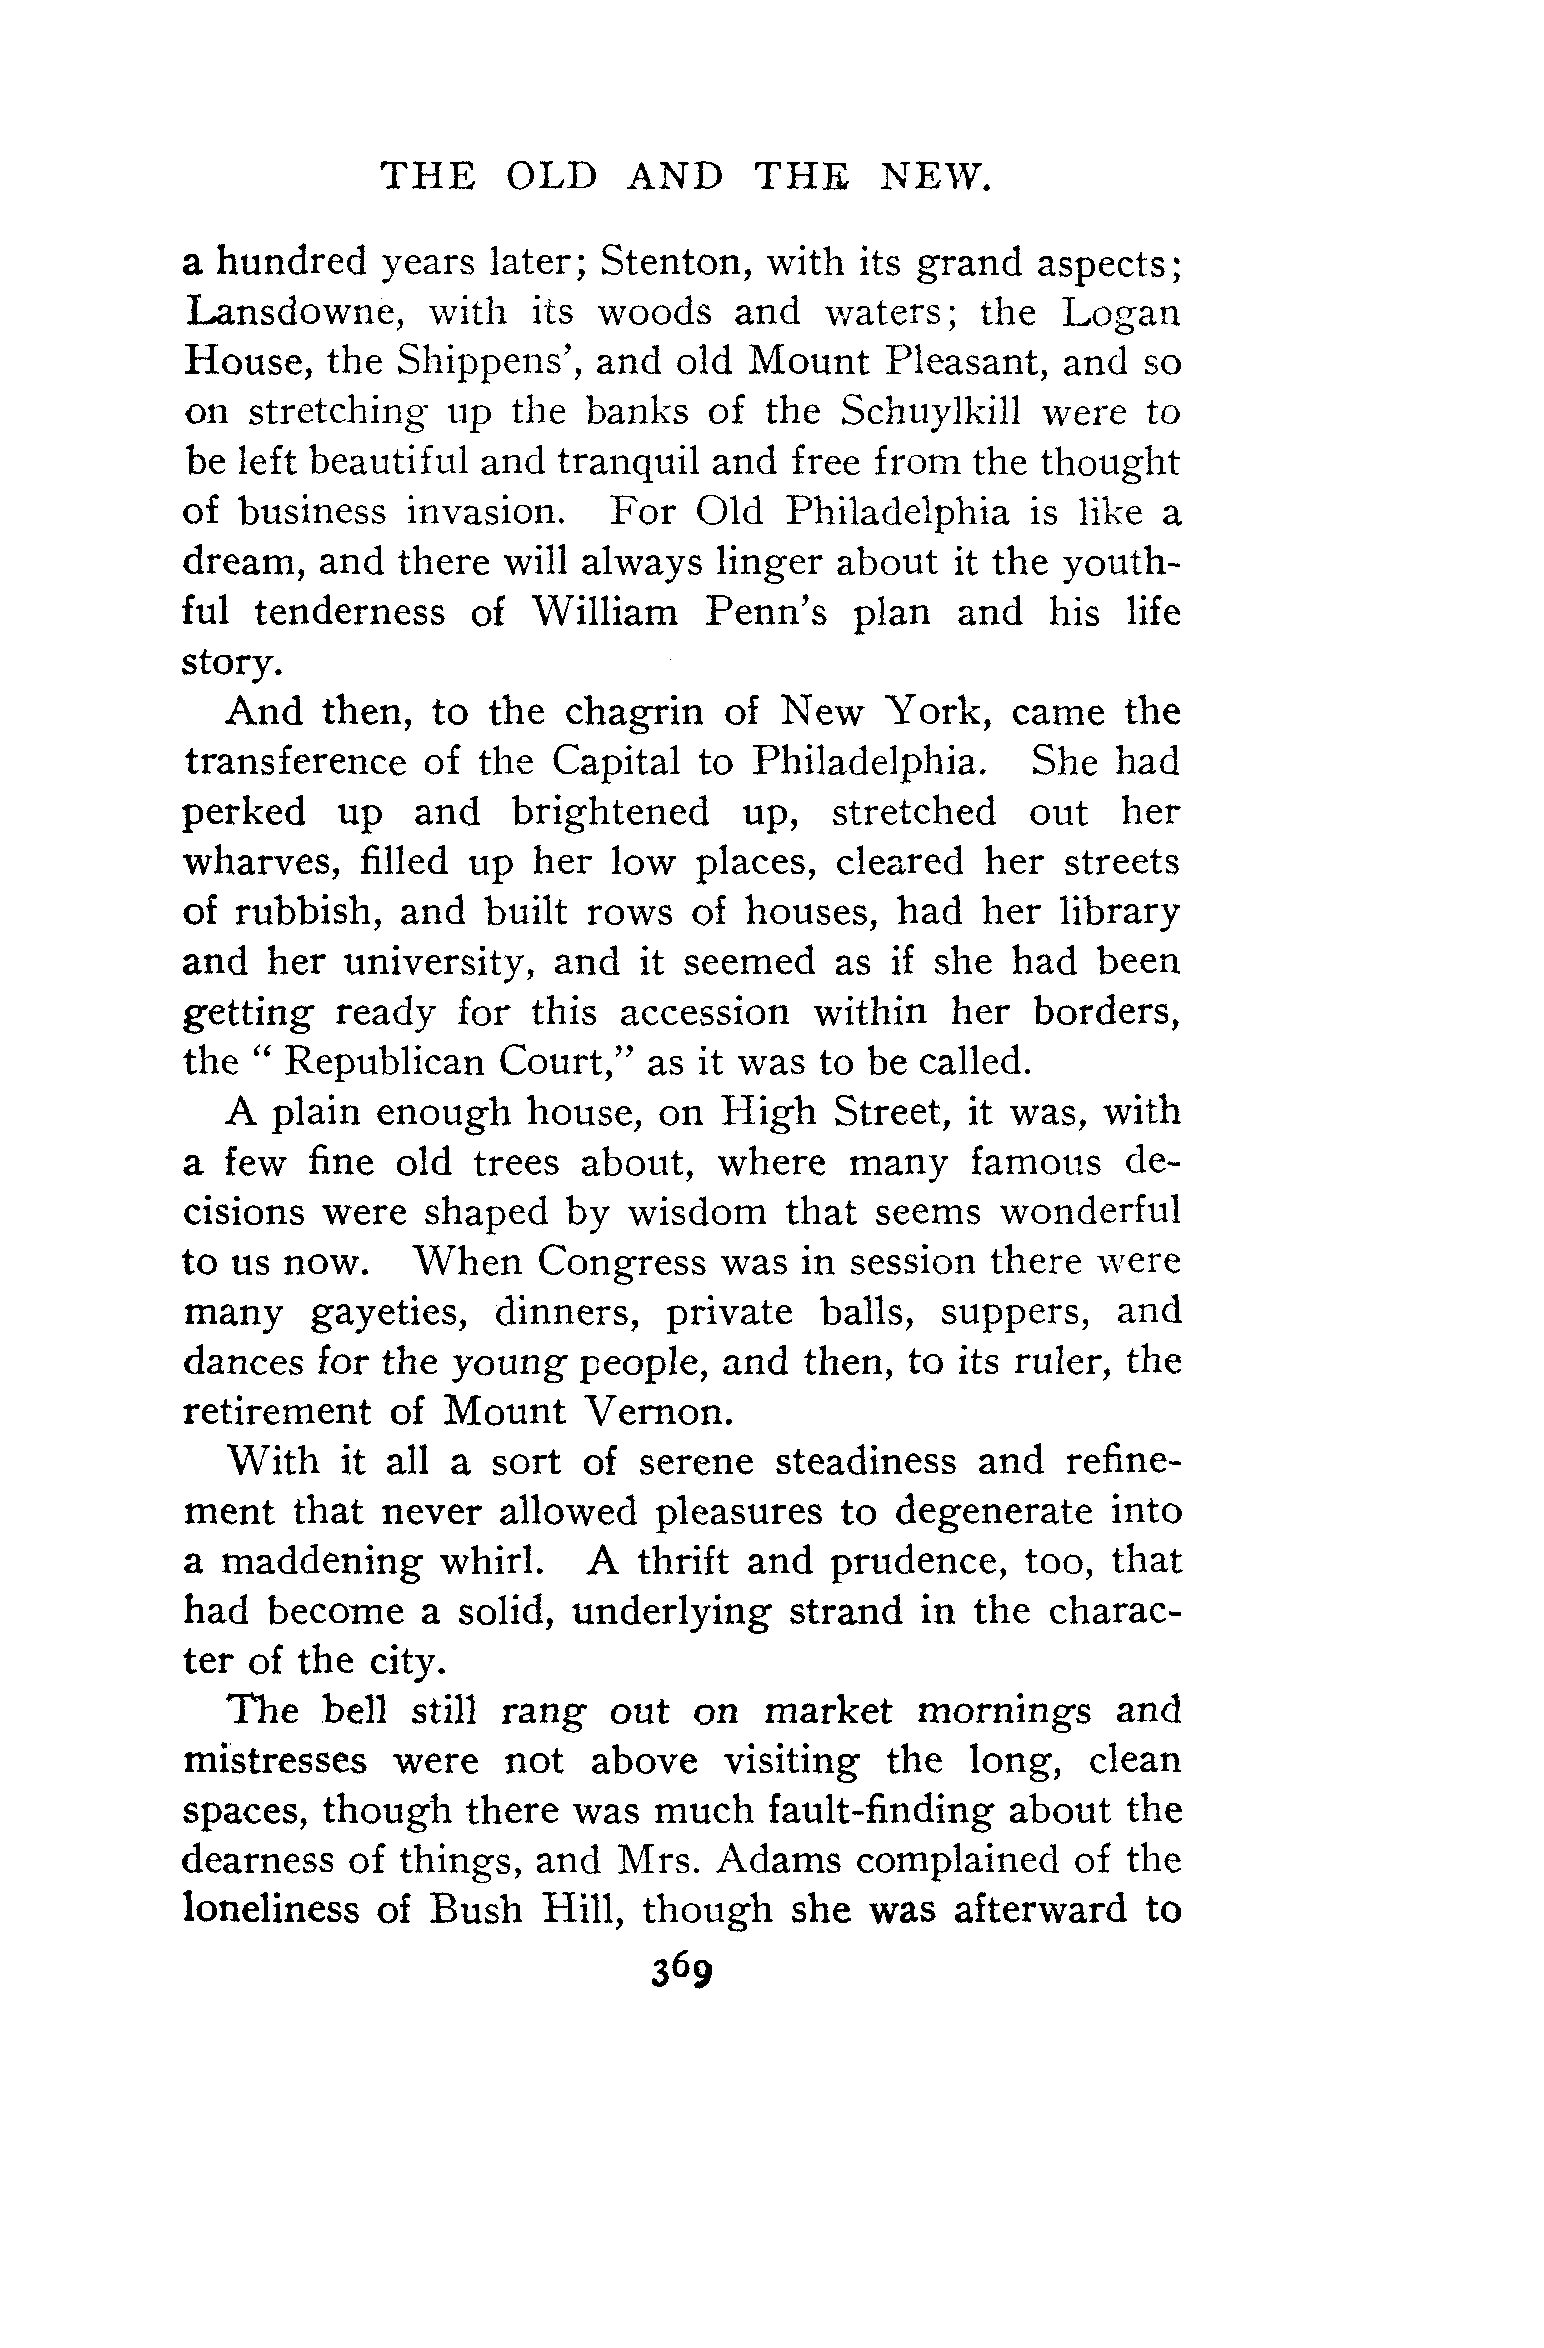 THE OLD AND THE NEW.
a hundred years later; Stenton, with its grand aspects;
Lansdowne, with its woods and waters; the Logan
House, the Shippens’, and old Mount Pleasant, and so
on stretching up the banks of the Schuylkill were to
be left beautiful and tranquil and free from the thought
of business invasion. For Old Philadelphia is like a
dream, and there will always linger about it the youth-
ful tenderness of William Penn’s plan and his life
story.
And then, to the chagrin of New York, came the
transference of the Capital to Philadelphia. She had
perked up and brightened up, stretched out her
wharves, filled up her low places, cleared her streets
of rubbish, and built rows of houses, had her library
and her university, and it seemed as if she had been
getting ready for this accession within her borders,
the “ Republican Court,” as it was to be called.
A plain enough house, on High Street, it was, with
a few fine old trees about, where many famous de-
cisions were shaped by wisdom that seems wonderful
to us now. When Congress was in session there were
many gayeties, dinners, private balls, suppers, and
dances for the young people, and then, to its ruler, the
retirement of Mount Vernon.
With it all a sort of serene steadiness and refine-
ment that never allowed pleasures to degenerate into
a maddening whirl. A thrift and prudence, too, that
had become a solid, underlying strand in the charac-
ter of the city.
The bell still rang out on market mornings and
mistresses were not above visiting the long, clean
spaces, though there was much fault-finding about the
dearness of things, and Mrs. Adams complained of the
loneliness of Bush Hill, though she was afterward to
369